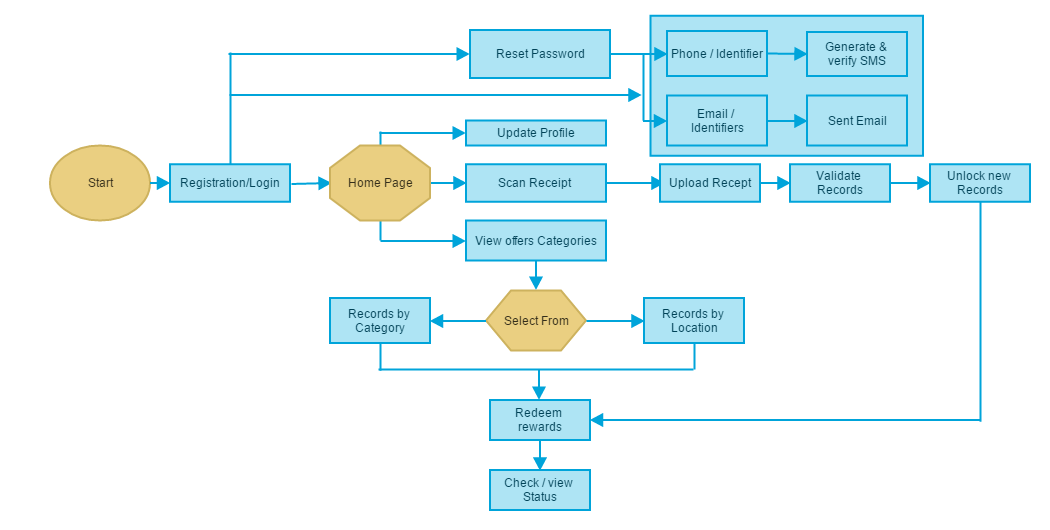 Reset Password
Phone / Identifier
Generate &
verify SMS
Email /
Identifiers
Sent Email
Update Profile
Start
Registration/Login
Home Page
Scan Receipt
Upload Recept
Validate
Records
Unlock new
Records
View offers Categories
Records by
Category
Select From
Records by
Location
Redeem
rewards
Check / view
Status